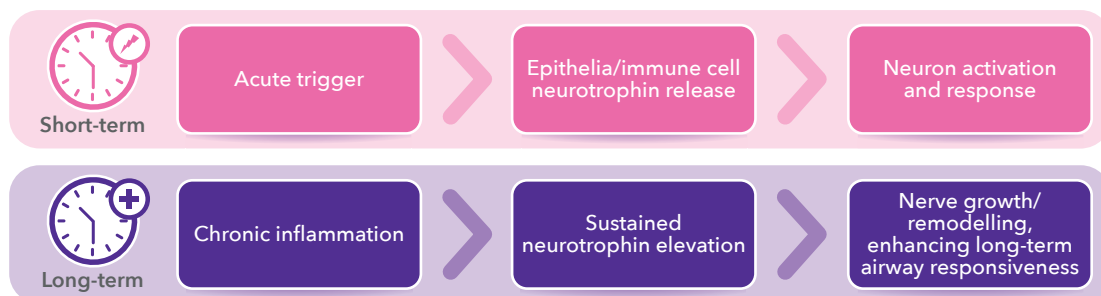 Short-term
Acute trigger
Epithelia/immune cell
neurotrophin release
Neuron activation
and response
Long-term
Chronic inflammation
Sustained
neurotrophin elevation
Nerve growth/
remodelling,
enhancing long-term
airway responsiveness